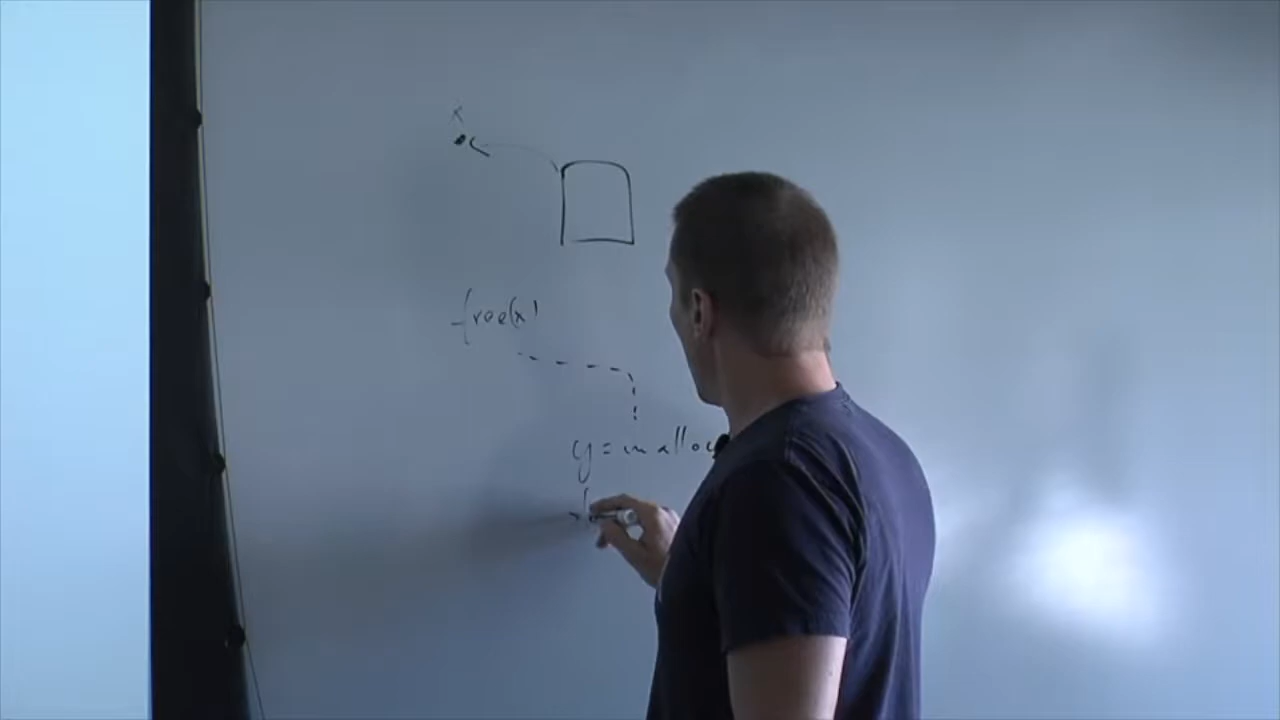 x
free(x)
y = malloc